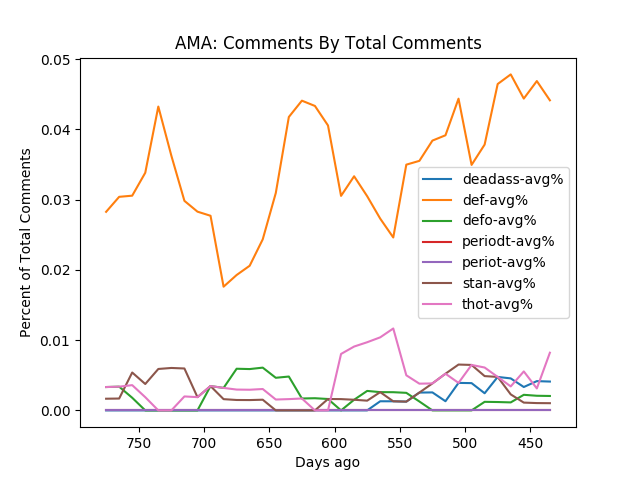 AMA: Comments By Total Comments
Percent of Total Comments
0.05
0.04
0.03
0.02
0.01
0.00
deadass-avg%
def-avg%
defo-avg%
periodt-avg%
periot-avg%
stan-avg%
thot-avg%
750 700 650 600 550 500 450
Days ago